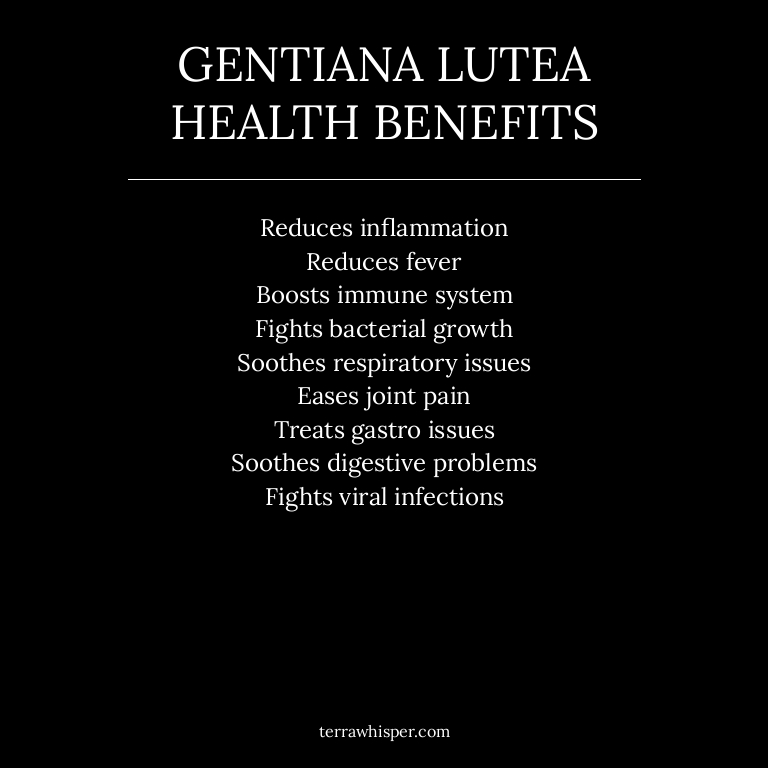 GENTIANA LUTEA
HEALTH BENEFITS
Reduces inflammation
Reduces fever
Boosts immune system
Fights bacterial growth
Soothes respiratory issues
Eases joint pain
Treats gastro issues
Soothes digestive problems
Fights viral infections
terrawhisper.com